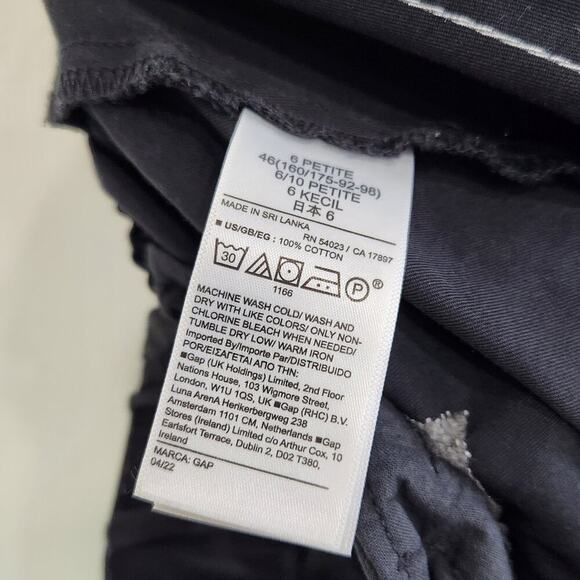 6 PETITE
46(160/175-92-98)
6/10 PETITE
6 KECIL
日本 6
MADE IN SRI LANKA
RN 54023 / CA 17897
■ US/GB/EG : 100% COTTON
30 P ®
1166
MACHINE WASH COLD/ WASH AND
DRY WITH LIKE COLORS/ ONLY NON-
CHLORINE BLEACH WHEN NEEDED/
TUMBLE DRY LOW/ WARM IRON
Imported By/Importe Par/DISTRIBUIDO
POR/ΕΙΣΑΓΕΤΑΙ ΑΠΟ ΤΗΝ:
■Gap (UK Holdings) Limited, 2nd Floor
Nations House, 103 Wigmore Street,
London, W1U 1QS, ■Gap (RHC) B.V.
Luna ArenA Herikerbergweg 238
Amsterdam 1101 CM, Netherlands ■Gap
Stores (Ireland) Limited c/o Arthur Cox, 10
Earlsfort Terrace, Dublin 2, D02 T380,
Ireland
MARCA: GAP
04/22